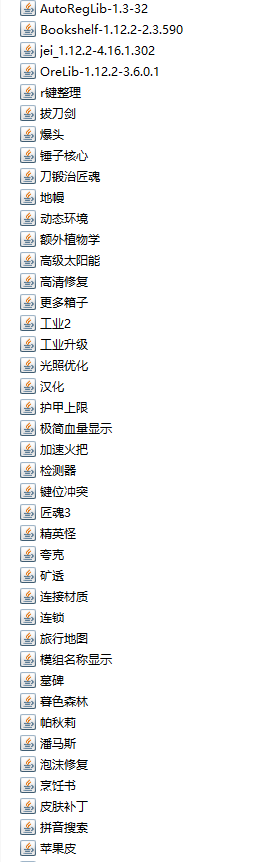 AutoRegLib-1.3-32
Bookshelf-1.12.2-2.3.590
jei_1.12.2-4.16.1.302
OreLib-1.12.2-3.6.0.1
r键整理
拔刀剑
爆头
锤子核心
刀锻冶匠魂
地幔
动态环境
额外植物学
高级太阳能
高清修复
更多箱子
工业2
工业升级
光照优化
汉化
护甲上限
极简血量显示
加速火把
检测器
键位冲突
匠魂3
精英怪
夸克
矿透
连接材质
连锁
旅行地图
模组名称显示
墓碑
暮色森林
帕秋莉
潘马斯
泡沫修复
烹饪书
皮肤补丁
拼音搜索
苹果皮